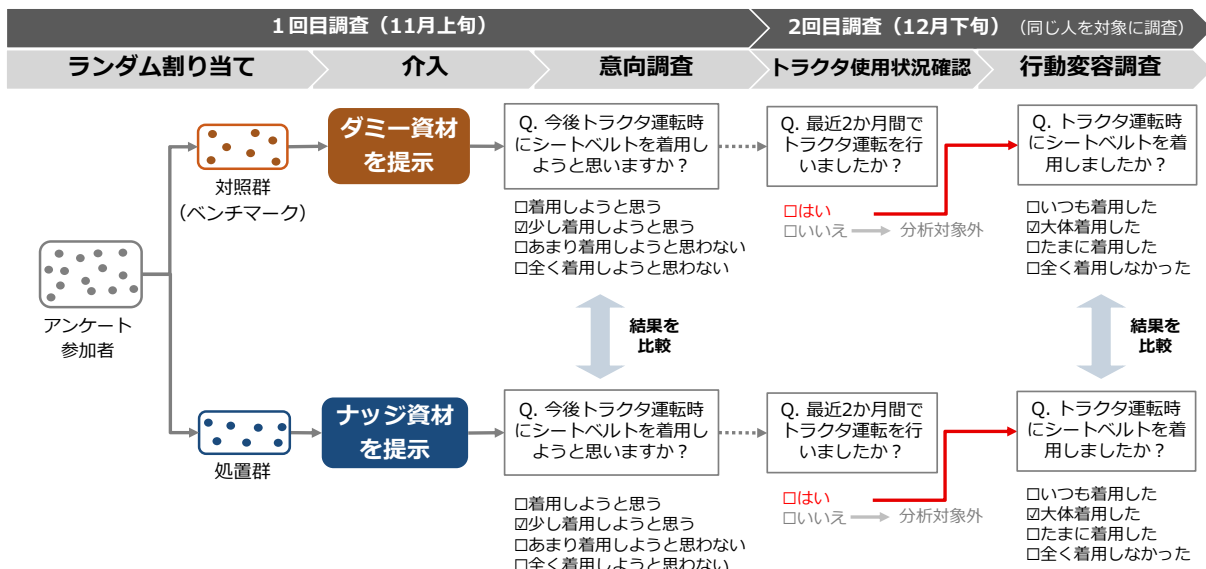 1回目調査（11月上旬）
2回目調査（12月下旬）（同じ人を対象に調査）
ランダム割り当て
介入
意向調査
トラクタ使用状況確認
行動変容調査
対照群
（ベンチマーク）
ダミー資材
を提示
Q. 今後トラクタ運転時
にシートベルトを着用し
ようと思いますか？
□着用しようと思う
☑少し着用しようと思う
□あまり着用しようと思わない
□全く着用しようと思わない
Q. 最近2か月間で
トラクタ運転を行
いましたか？
□はい
□いいえ
分析対象外
Q. トラクタ運転時
にシートベルトを着
用しましたか？
□いつも着用した
☑大体着用した
□たまに着用した
□全く着用しなかった
アンケート
参加者
結果を
比較
結果を
比較
処置群
ナッジ資材
を提示
Q. 今後トラクタ運転時
にシートベルトを着用し
ようと思いますか？
□着用しようと思う
☑少し着用しようと思う
□あまり着用しようと思わない
□全く着用しようと思わない
Q. 最近2か月間で
トラクタ運転を行
いましたか？
□はい
□いいえ
分析対象外
Q. トラクタ運転時
にシートベルトを着
用しましたか？
□いつも着用した
☑大体着用した
□たまに着用した
□全く着用しなかった